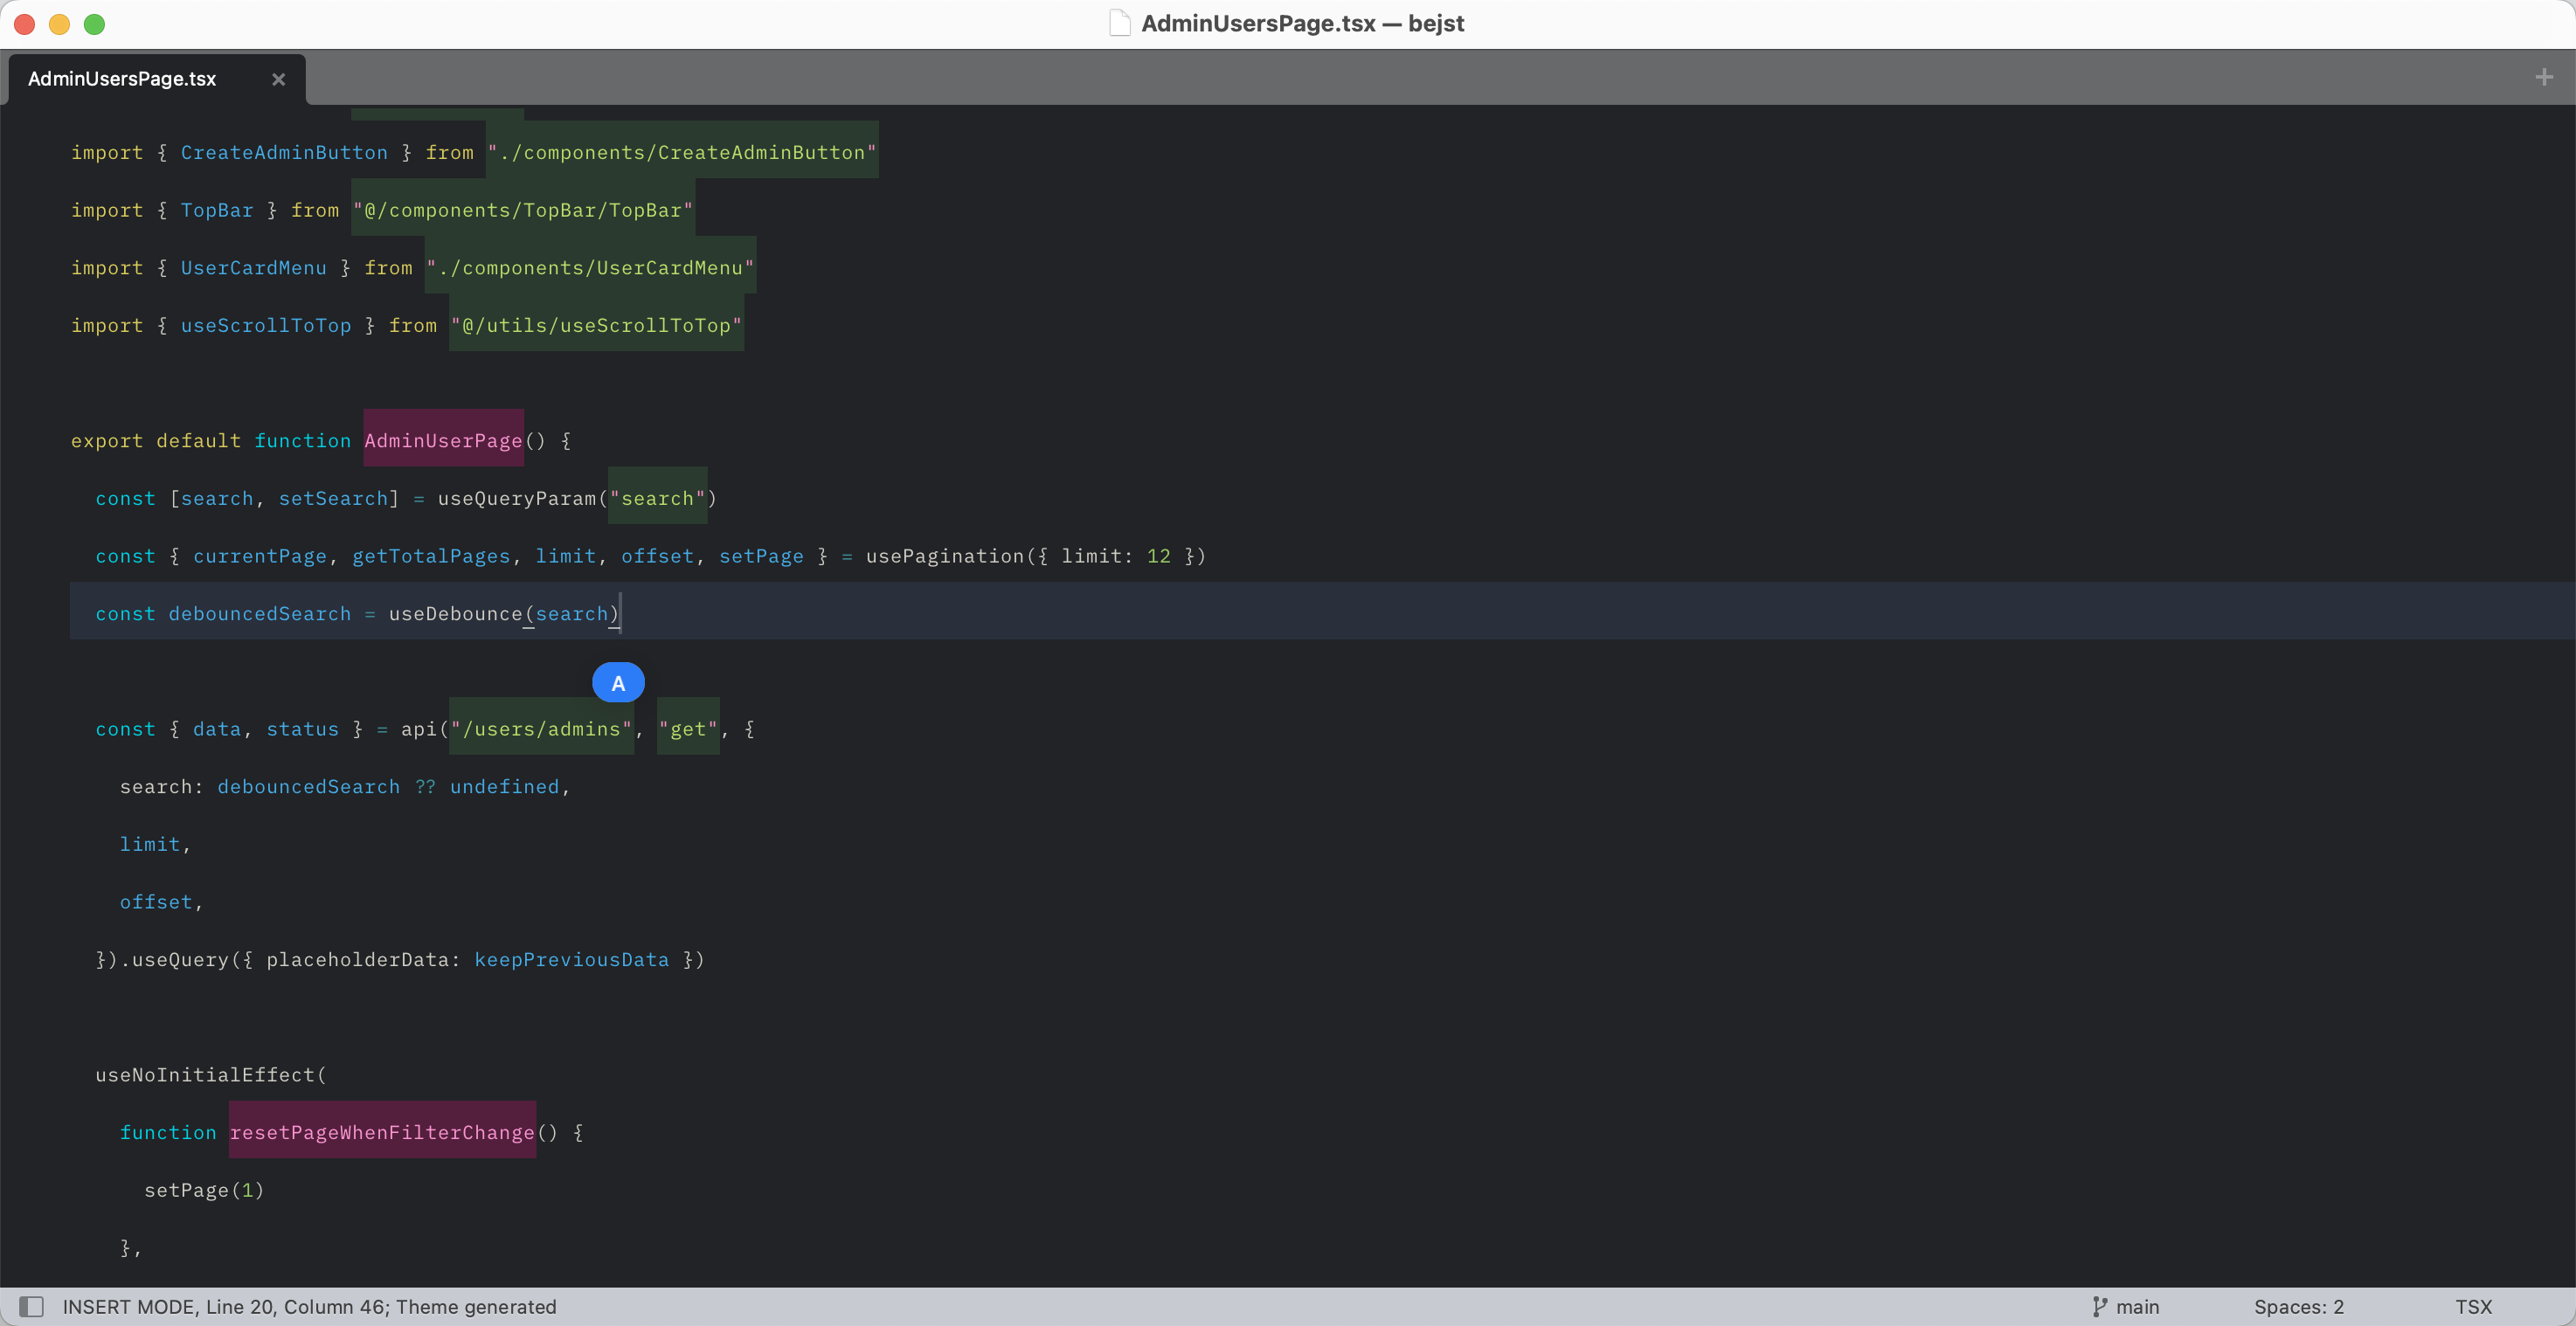 AdminUsersPage.tsx — bejst
AdminUsersPage.tsx
import { CreateAdminButton } from "./components/CreateAdminButton"
import { TopBar } from "@/components/TopBar/TopBar"
import { UserCardMenu } from "./components/UserCardMenu"
import { useScrollToTop } from "@/utils/useScrollToTop"
export default function AdminUserPage() {
const [search, setSearch] = useQueryParam("search")
const { currentPage, getTotalPages, limit, offset, setPage } = usePagination({ limit: 12 })
const debouncedSearch = useDebounce(search)
A
const { data, status } = api("/users/admins", "get", {
search: debouncedSearch ?? undefined,
limit,
offset,
}).useQuery({ placeholderData: keepPreviousData })
useNoInitialEffect(
function resetPageWhenFilterChange() {
setPage(1)
},
INSERT MODE, Line 20, Column 46; Theme generated
main
Spaces: 2
TSX